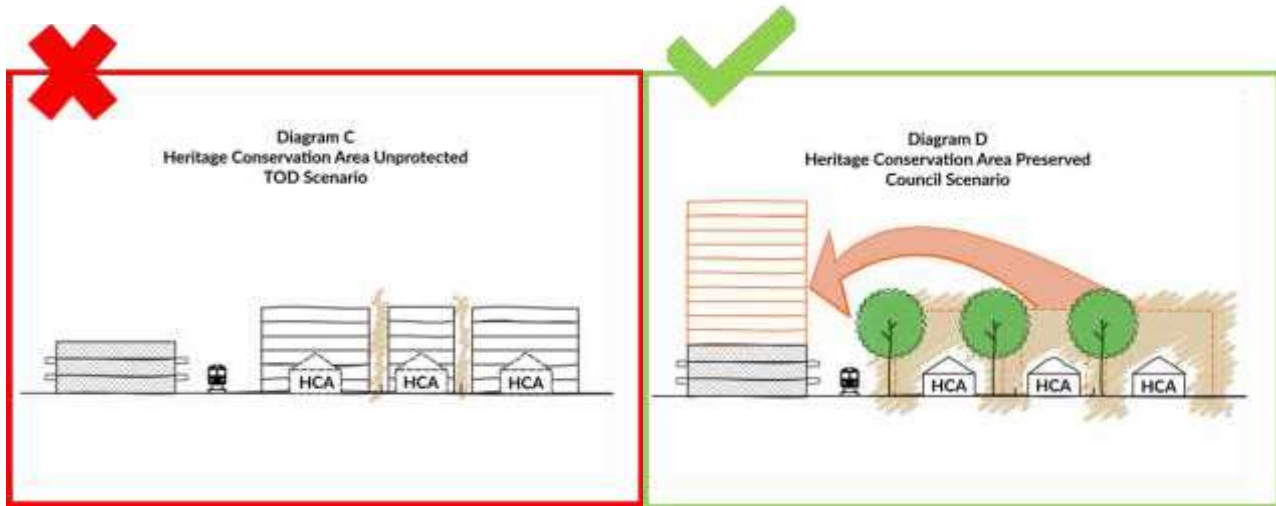 Diagram C
Heritage Conservation Area Unprotected
TOD Scenario
HCA
HCA
HCA
Diagram D
Heritage Conservation Area Preserved
Council Scenario
HCA
HCA
HCA